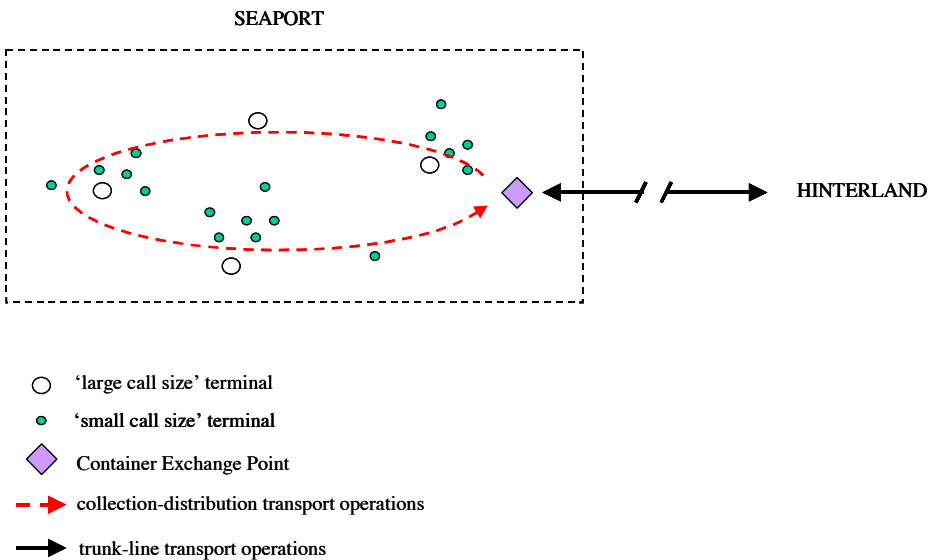 SEAPORT
HINTERLAND
‘large call size’ terminal
‘small call size’ terminal
Container Exchange Point
collection-distribution transport operations
trunk-line transport operations